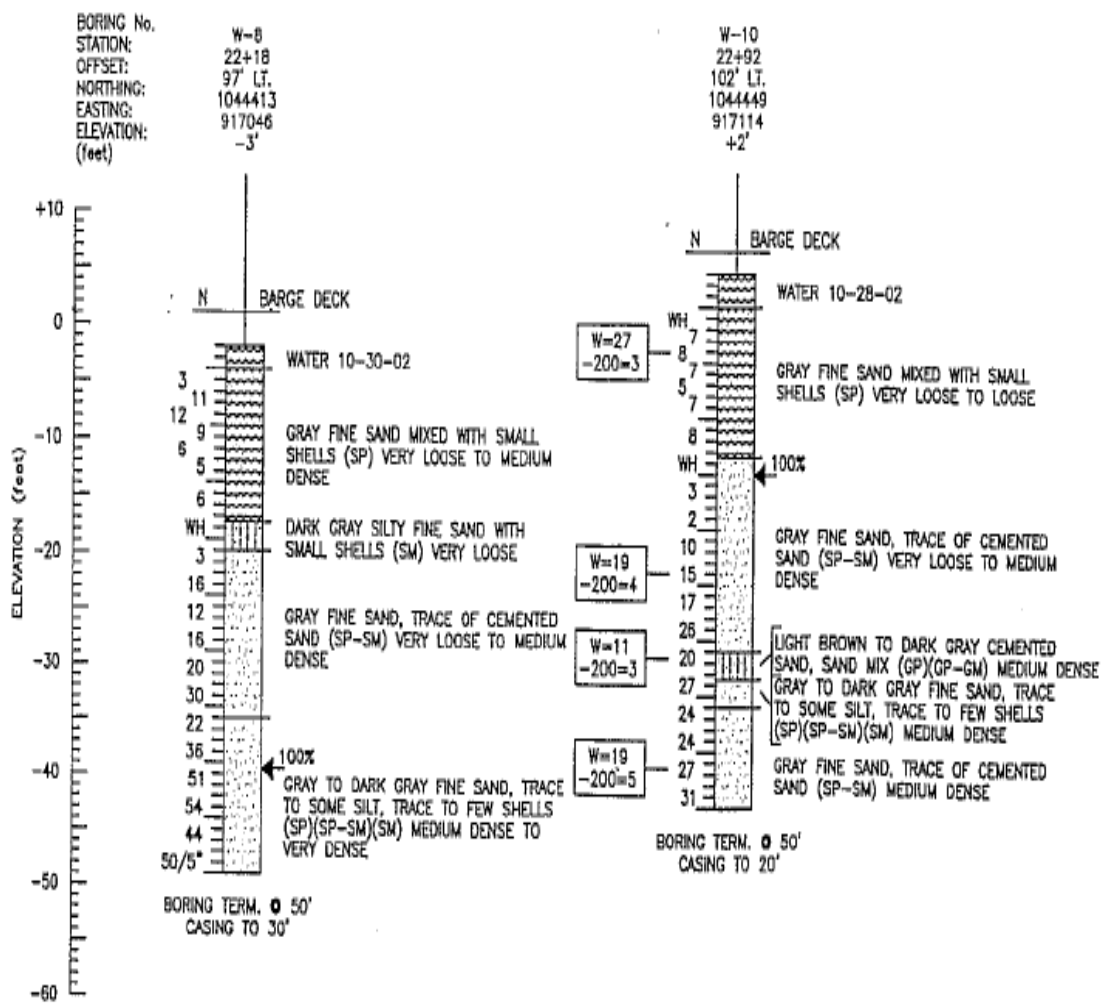 BORING No.
STATION:
OFFSET:
NORTHING:
EASTING:
ELEVATION:
(feet)
W-8
22+18
97' LT.
1044413
917046
-3'
W-10
22+92
102' LT.
1044449
917114
+2'
ELEVATION (feet)
+10
0
-10
-20
-30
-40
-50
-60
N BARGE DECK
WATER 10-30-02
3
11
12
9
6
5
6
WH
3
16
12
16
20
30
22
36
51
54
44
50/5"
GRAY FINE SAND MIXED WITH SMALL
SHELLS (SP) VERY LOOSE TO MEDIUM
DENSE
DARK GRAY SILTY FINE SAND WITH
SMALL SHELLS (SM) VERY LOOSE
GRAY FINE SAND, TRACE OF CEMENTED
SAND (SP-SM) VERY LOOSE TO MEDIUM
DENSE
100%
GRAY TO DARK GRAY FINE SAND, TRACE
TO SOME SILT, TRACE TO FEW SHELLS
(SP)(SP-SM)(SM) MEDIUM DENSE TO
VERY DENSE
BORING TERM. @ 50'
CASING TO 30'
N BARGE DECK
WATER 10-28-02
W=27
-200=3
W=19
-200=4
W=11
-200=3
W=19
-200=5
WH
7
8
7
5
7
8
WH
3
2
10
15
17
26
20
27
24
24
27
31
GRAY FINE SAND MIXED WITH SMALL
SHELLS (SP) VERY LOOSE TO LOOSE
100%
GRAY FINE SAND, TRACE OF CEMENTED
SAND (SP-SM) VERY LOOSE TO MEDIUM
DENSE
LIGHT BROWN TO DARK GRAY CEMENTED
SAND, SAND MIX (GP)(GP-GM) MEDIUM DENSE
GRAY TO DARK GRAY FINE SAND, TRACE
TO SOME SILT, TRACE TO FEW SHELLS
(SP)(SP-SM)(SM) MEDIUM DENSE
GRAY FINE SAND, TRACE OF CEMENTED
SAND (SP-SM) MEDIUM DENSE
BORING TERM. @ 50'
CASING TO 20'